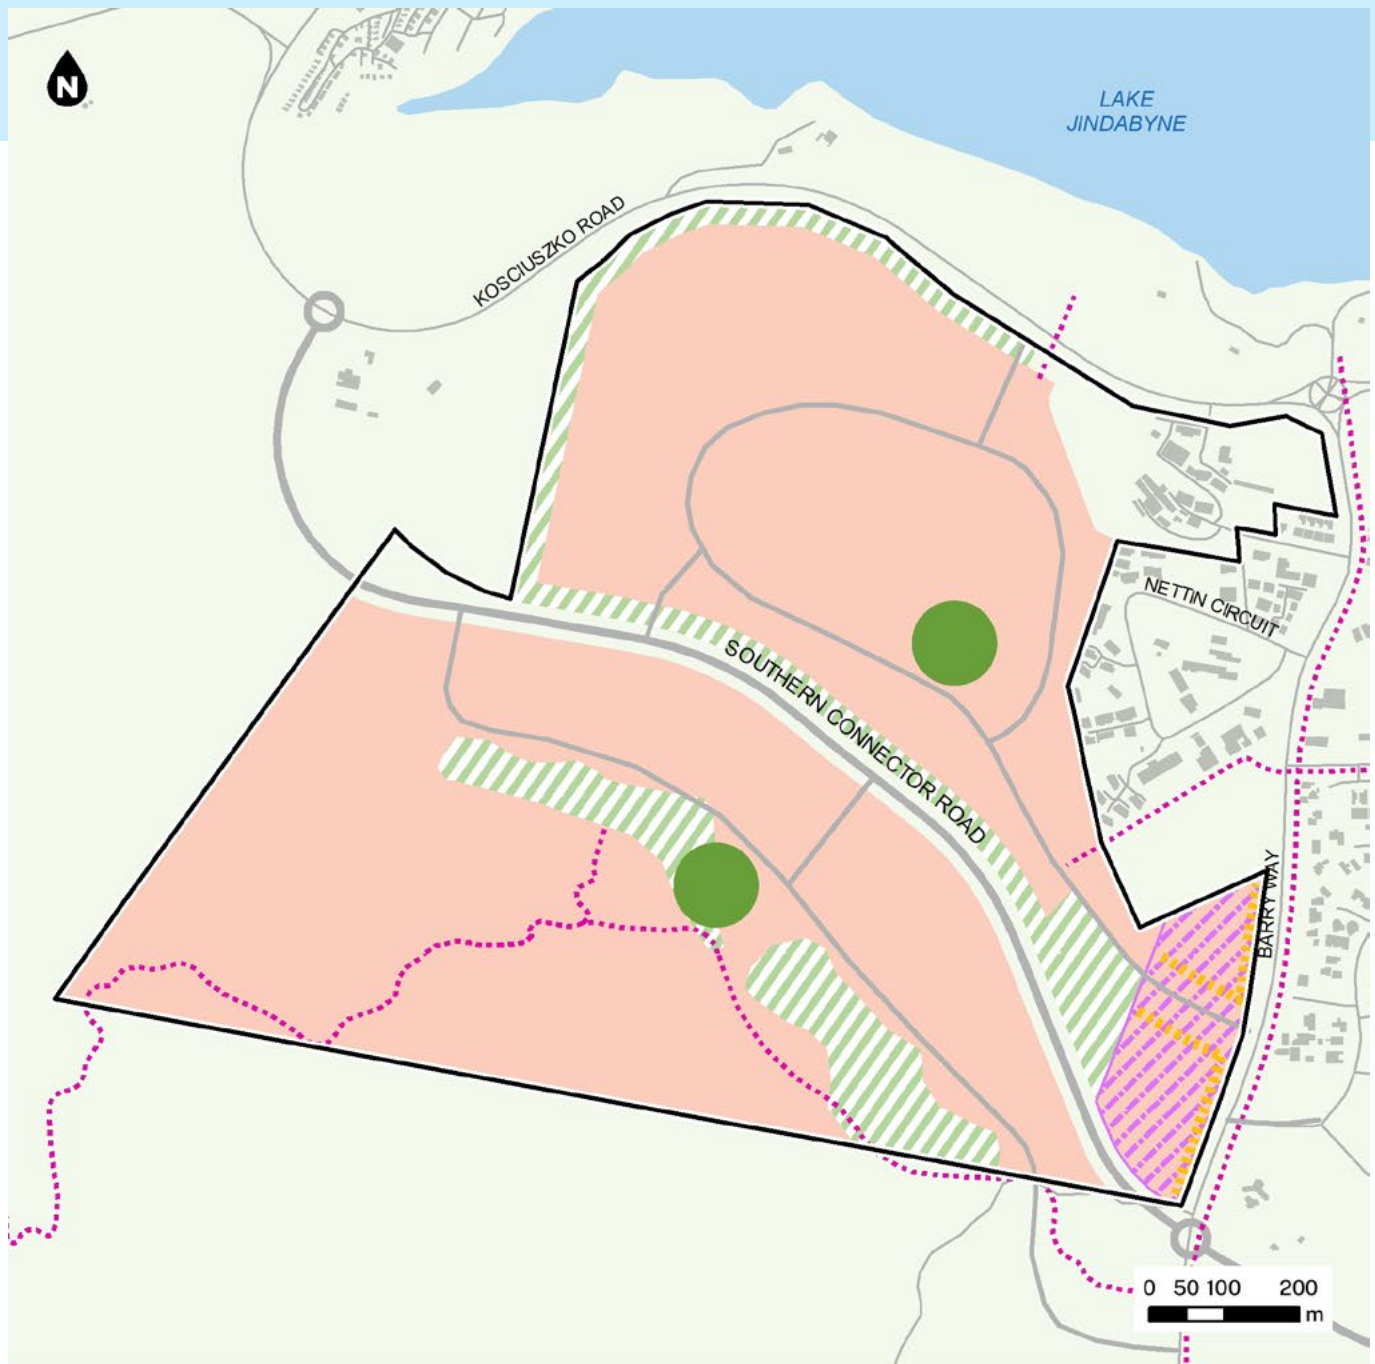 N
LAKE
JINDABYNE
KOSCIUSZKO ROAD
NETTIN CIRCUIT
SOUTHERN CONNECTOR ROAD
BARRY WAY
0 50 100 200
m